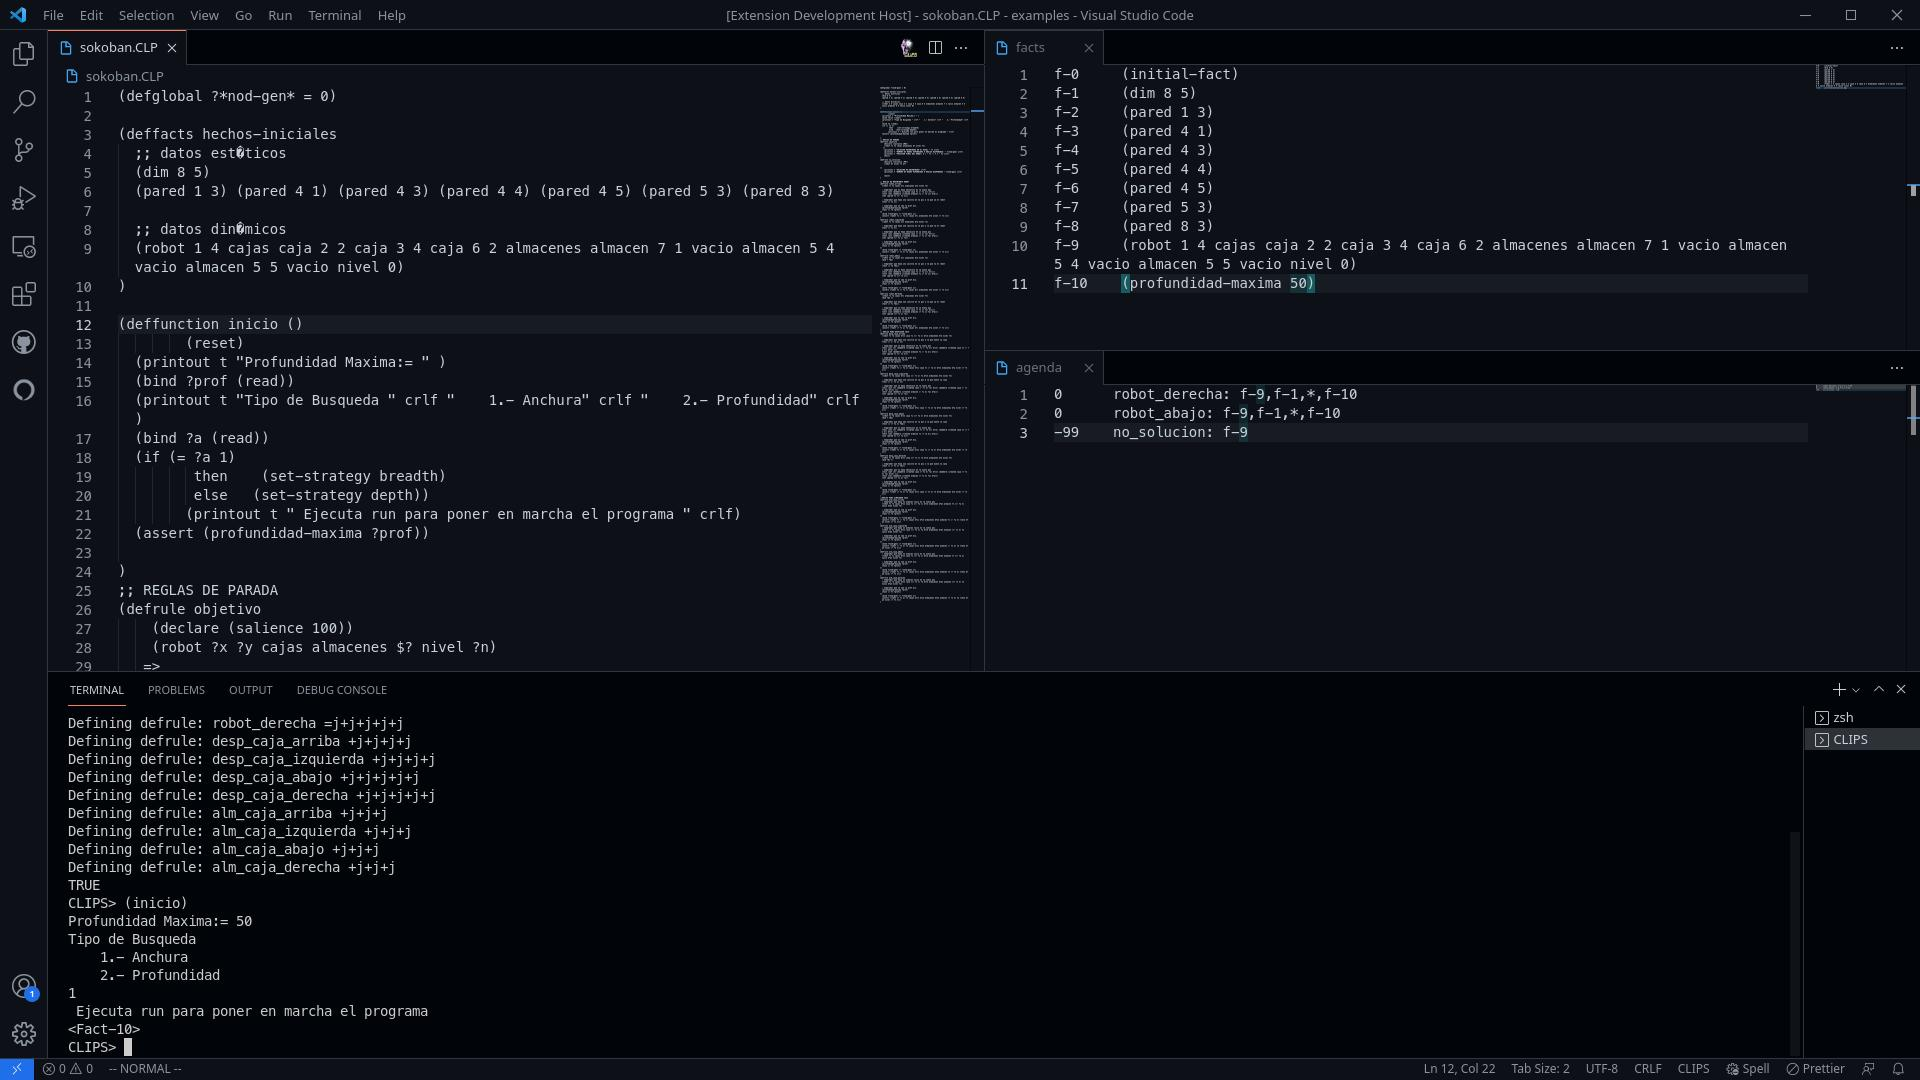 File Edit Selection View Go Run Terminal Help
[Extension Development Host] - sokoban.CLP - examples - Visual Studio Code
sokoban.CLP
sokoban.CLP
1 (defglobal ?*nod-gen* = 0)
2
3 (deffacts hechos-iniciales
4 ;; datos est�ticos
5 (dim 8 5)
6 (pared 1 3) (pared 4 1) (pared 4 3) (pared 4 4) (pared 4 5) (pared 5 3) (pared 8 3)
7
8 ;; datos din�micos
9 (robot 1 4 cajas caja 2 2 caja 3 4 caja 6 2 almacenes almacen 7 1 vacio almacen 5 4
vacio almacen 5 5 vacio nivel 0)
10 )
11
12 (deffunction inicio ()
13 (reset)
14 (printout t "Profundidad Maxima:= " )
15 (bind ?prof (read))
16 (printout t "Tipo de Busqueda " crlf "    1.- Anchura" crlf "    2.- Profundidad" crlf
)
17 (bind ?a (read))
18 (if (= ?a 1)
19 then    (set-strategy breadth)
20 else   (set-strategy depth))
21 (printout t " Ejecuta run para poner en marcha el programa " crlf)
22 (assert (profundidad-maxima ?prof))
23
24 )
25 ;; REGLAS DE PARADA
26 (defrule objetivo
27 (declare (salience 100))
28 (robot ?x ?y cajas almacenes $? nivel ?n)
29 =>
facts
1 f-0     (initial-fact)
2 f-1     (dim 8 5)
3 f-2     (pared 1 3)
4 f-3     (pared 4 1)
5 f-4     (pared 4 3)
6 f-5     (pared 4 4)
7 f-6     (pared 4 5)
8 f-7     (pared 5 3)
9 f-8     (pared 8 3)
10 f-9     (robot 1 4 cajas caja 2 2 caja 3 4 caja 6 2 almacenes almacen 7 1 vacio almacen
5 4 vacio almacen 5 5 vacio nivel 0)
11 f-10    (profundidad-maxima 50)
agenda
1 0      robot_derecha: f-9,f-1,*,f-10
2 0      robot_abajo: f-9,f-1,*,f-10
3 -99    no_solucion: f-9
TERMINAL PROBLEMS OUTPUT DEBUG CONSOLE
Defining defrule: robot_derecha =j+j+j+j+j
Defining defrule: desp_caja_arriba +j+j+j+j
Defining defrule: desp_caja_izquierda +j+j+j+j
Defining defrule: desp_caja_abajo +j+j+j+j+j
Defining defrule: desp_caja_derecha +j+j+j+j+j
Defining defrule: alm_caja_arriba +j+j+j
Defining defrule: alm_caja_izquierda +j+j+j
Defining defrule: alm_caja_abajo +j+j+j
Defining defrule: alm_caja_derecha +j+j+j
TRUE
CLIPS> (inicio)
Profundidad Maxima:= 50
Tipo de Busqueda
1.- Anchura
2.- Profundidad
1
Ejecuta run para poner en marcha el programa
<Fact-10>
CLIPS>
zsh
CLIPS
1
0 0 -- NORMAL -- Ln 12, Col 22 Tab Size: 2 UTF-8 CRLF CLIPS Spell Prettier